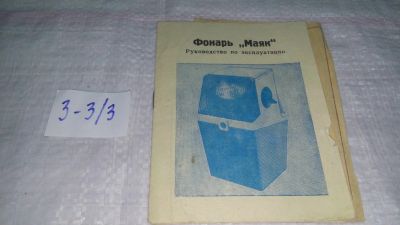 Фонарь „Маяк“
Руководство по эксплуатации
3-3/3